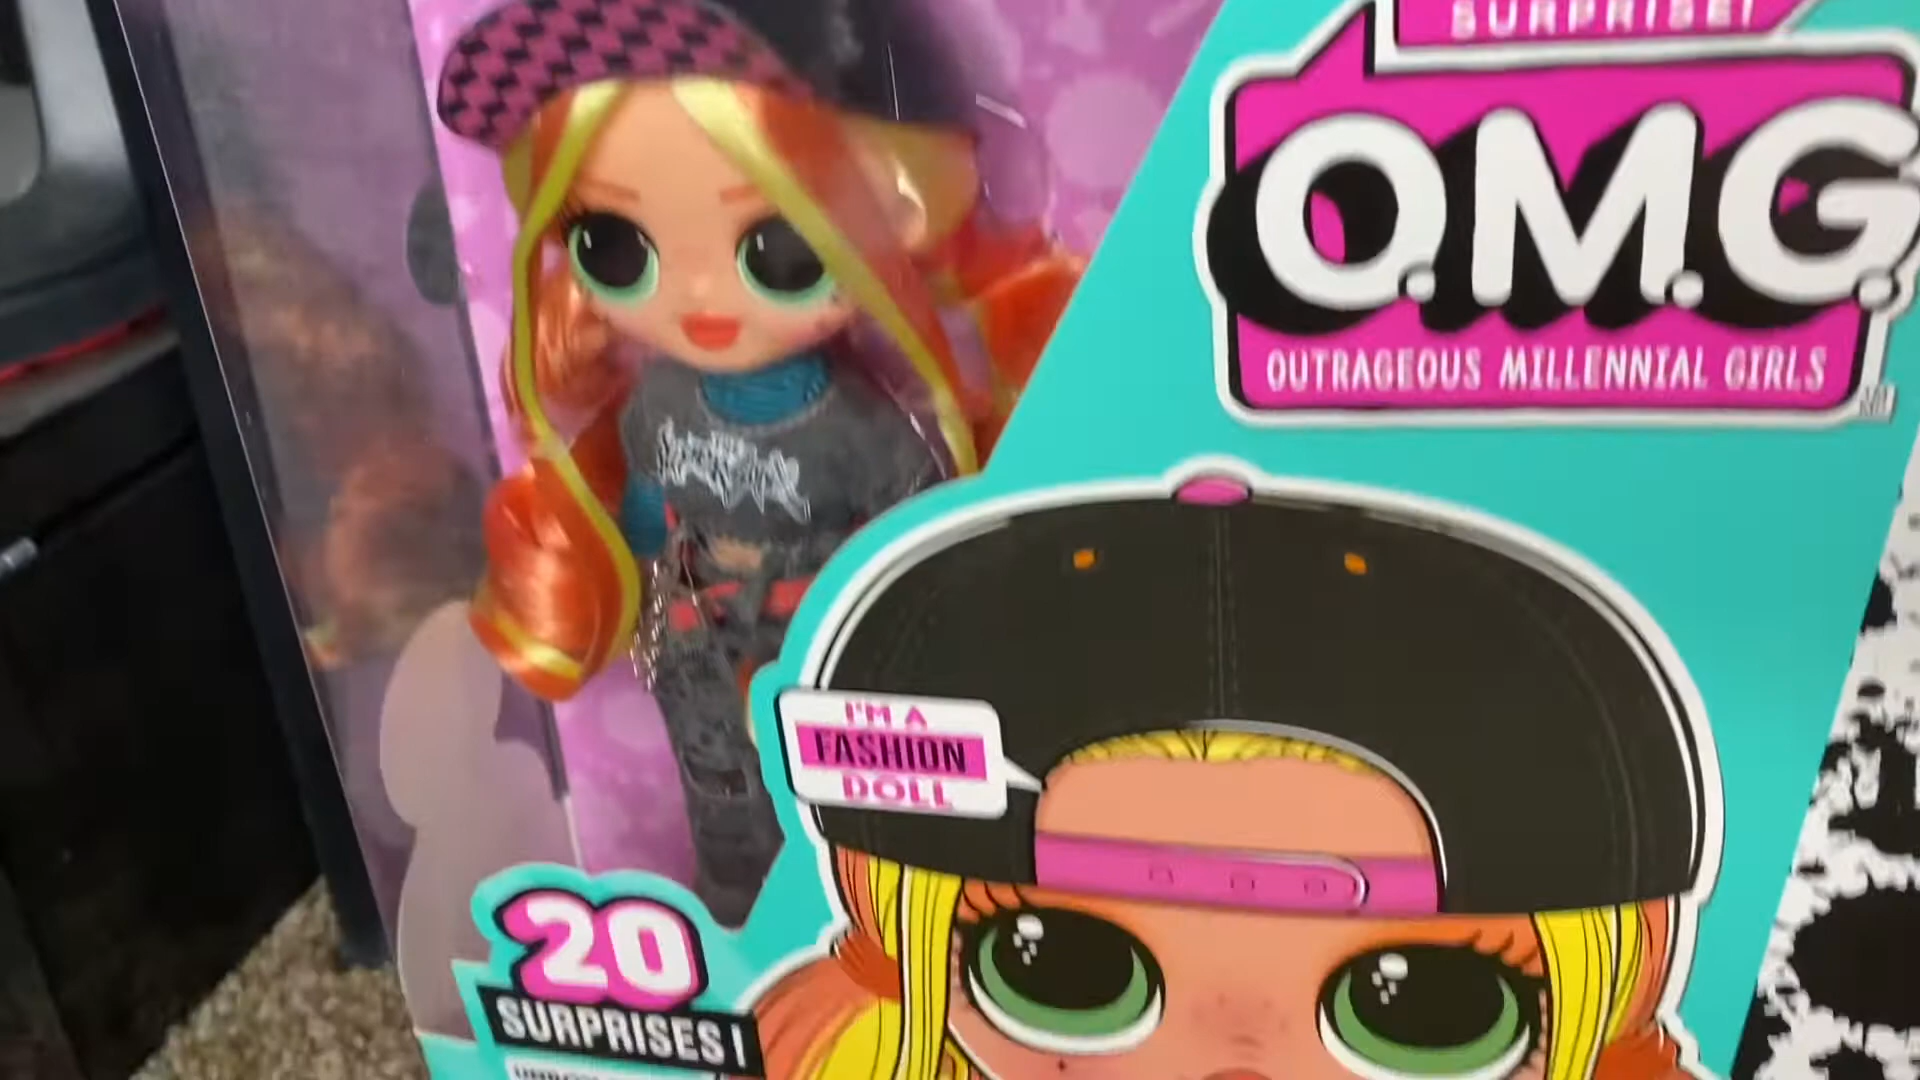 SURPRISE!
O.M.G.
OUTRAGEOUS MILLENNIAL GIRLS
I'M A
FASHION
DOLL
20
SURPRISES!